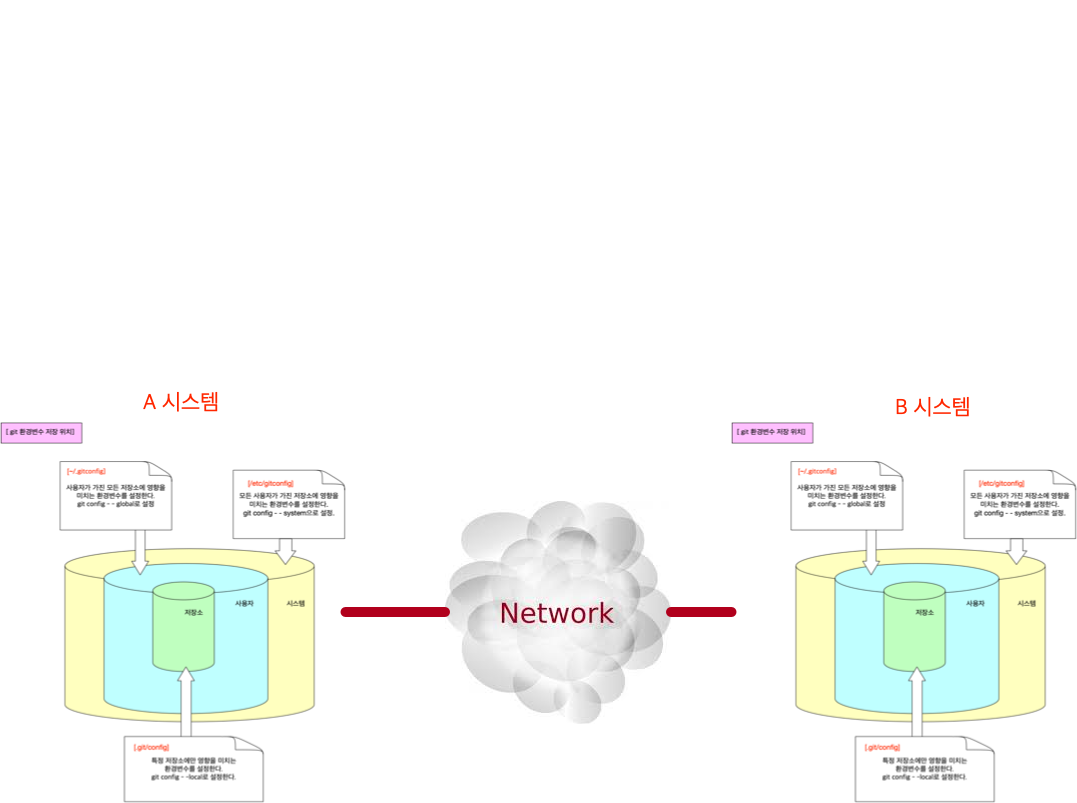 A 시스템
[ git 환경변수 저장 위치]
[~/.gitconfig]
사용자가 가진 모든 저장소에 영향을
미치는 환경변수를 설정한다.
git config - - global로 설정
[/etc/gitconfig]
모든 사용자가 가진 저장소에 영향을
미치는 환경변수를 설정한다.
git config - - system으로 설정.
저장소
사용자
시스템
[.git/config]
특정 저장소에만 영향을 미치는
환경변수를 설정한다.
git config - -local로 설정한다.
Network
B 시스템
[ git 환경변수 저장 위치]
[~/.gitconfig]
사용자가 가진 모든 저장소에 영향을
미치는 환경변수를 설정한다.
git config - - global로 설정
[/etc/gitconfig]
모든 사용자가 가진 저장소에 영향을
미치는 환경변수를 설정한다.
git config - - system으로 설정.
저장소
사용자
시스템
[.git/config]
특정 저장소에만 영향을 미치는
환경변수를 설정한다.
git config - -local로 설정한다.